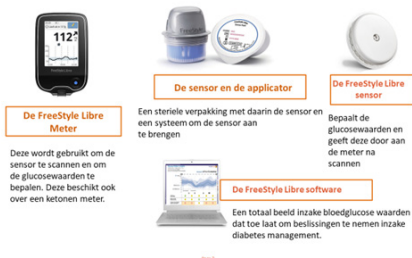 112
De FreeStyle Libre
Meter
Deze wordt gebruikt om de
sensor te scannen en om
de glucosewaarden te
bepalen. Deze beschikt ook
over een ketonen meter.
FreeStyle
De sensor en de applicator
Een steriele verpakking met daarin de sensor en
een systeem om de sensor aan
te brengen
De FreeStyle Libre
sensor
Bepaalt de
glucosewaarden en
geeft deze door aan
de meter na
scannen
De FreeStyle Libre software
Een totaal beeld inzake bloedglucose waarden
dat toe laat om beslissingen te nemen inzake
diabetes management.